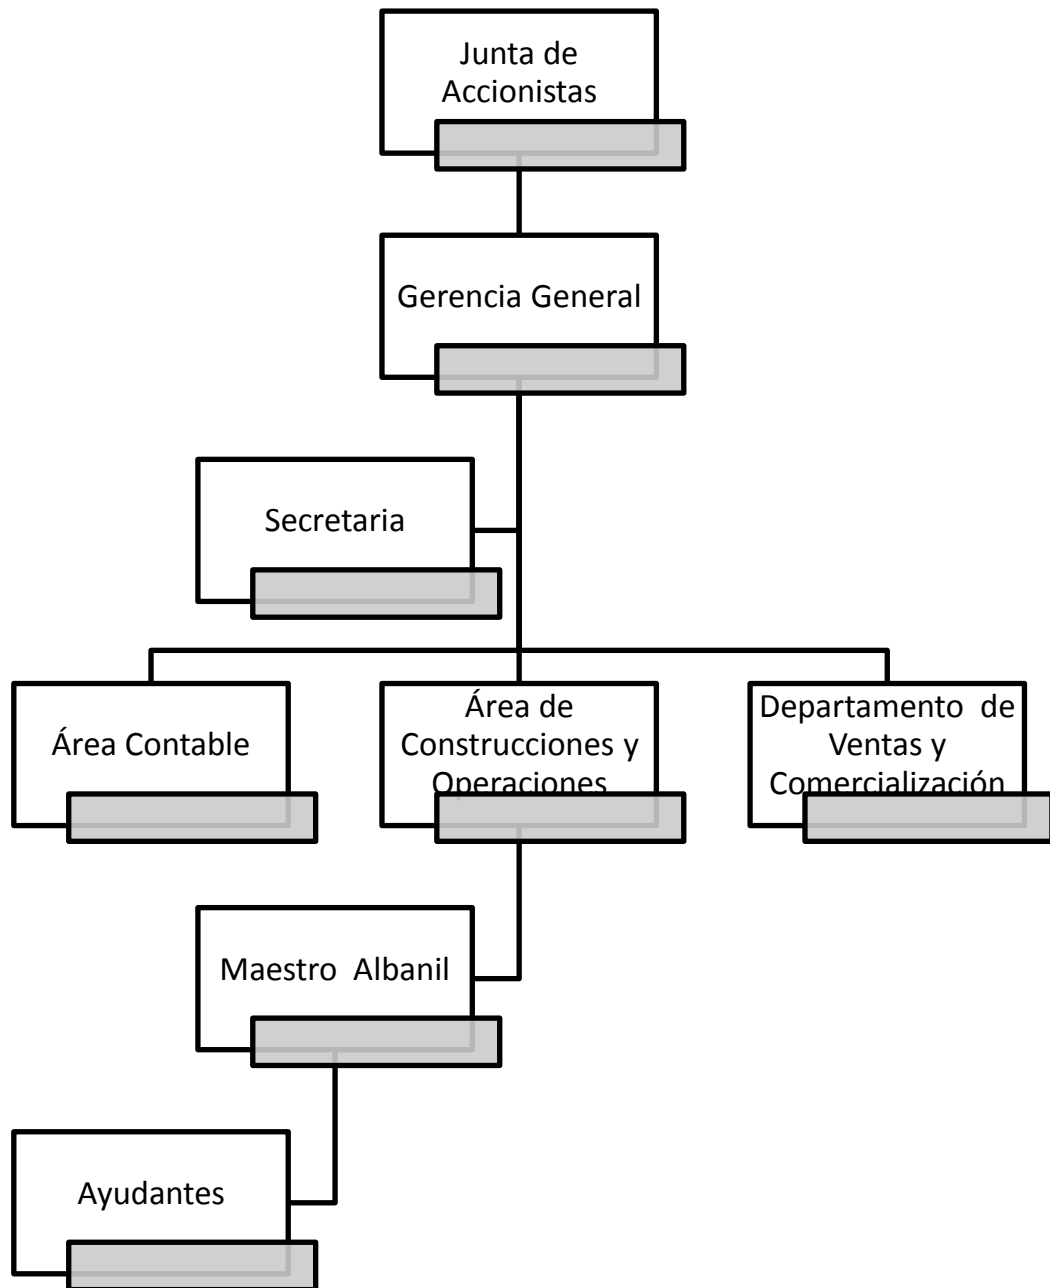 Junta de
Accionistas
Gerencia General
Secretaria
Área Contable
Área de
Construcciones y
Operaciones
Departamento  de
Ventas y
Comercialización
Maestro  Albanil
Ayudantes